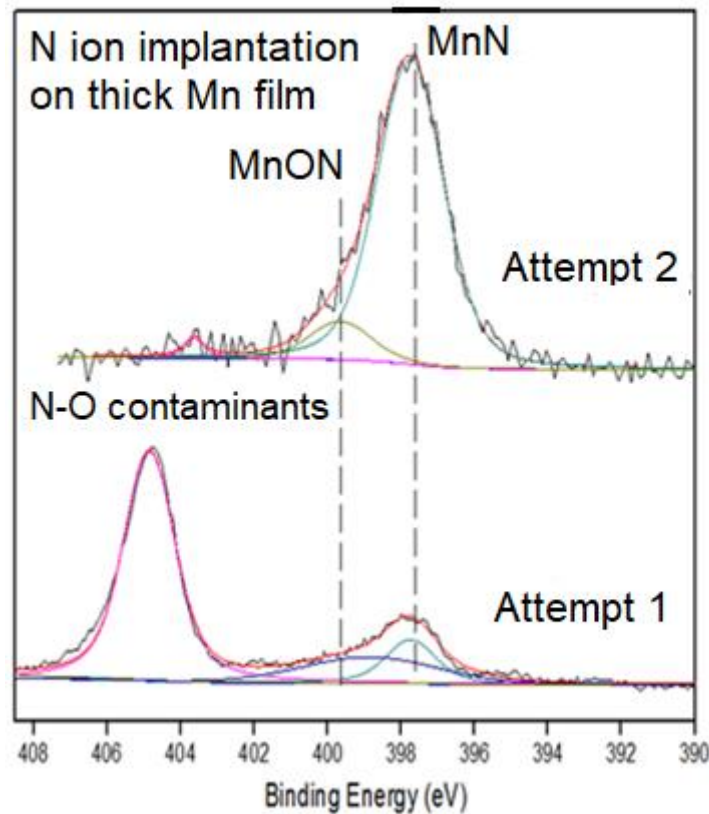 N ion implantation
on thick Mn film
MnN
MnON
Attempt 2
N-O contaminants
Attempt 1
408 406 404 402 400 398 396 394 392 390
Binding Energy (eV)